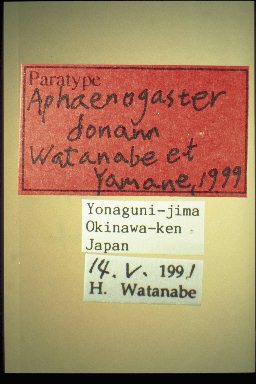 Paratype
Aphaenogaster
donann
Watanabe et
Yamane, 1999
Yonaguni-jima
Okinawa-ken
Japan
14. V. 1991
H. Watanabe